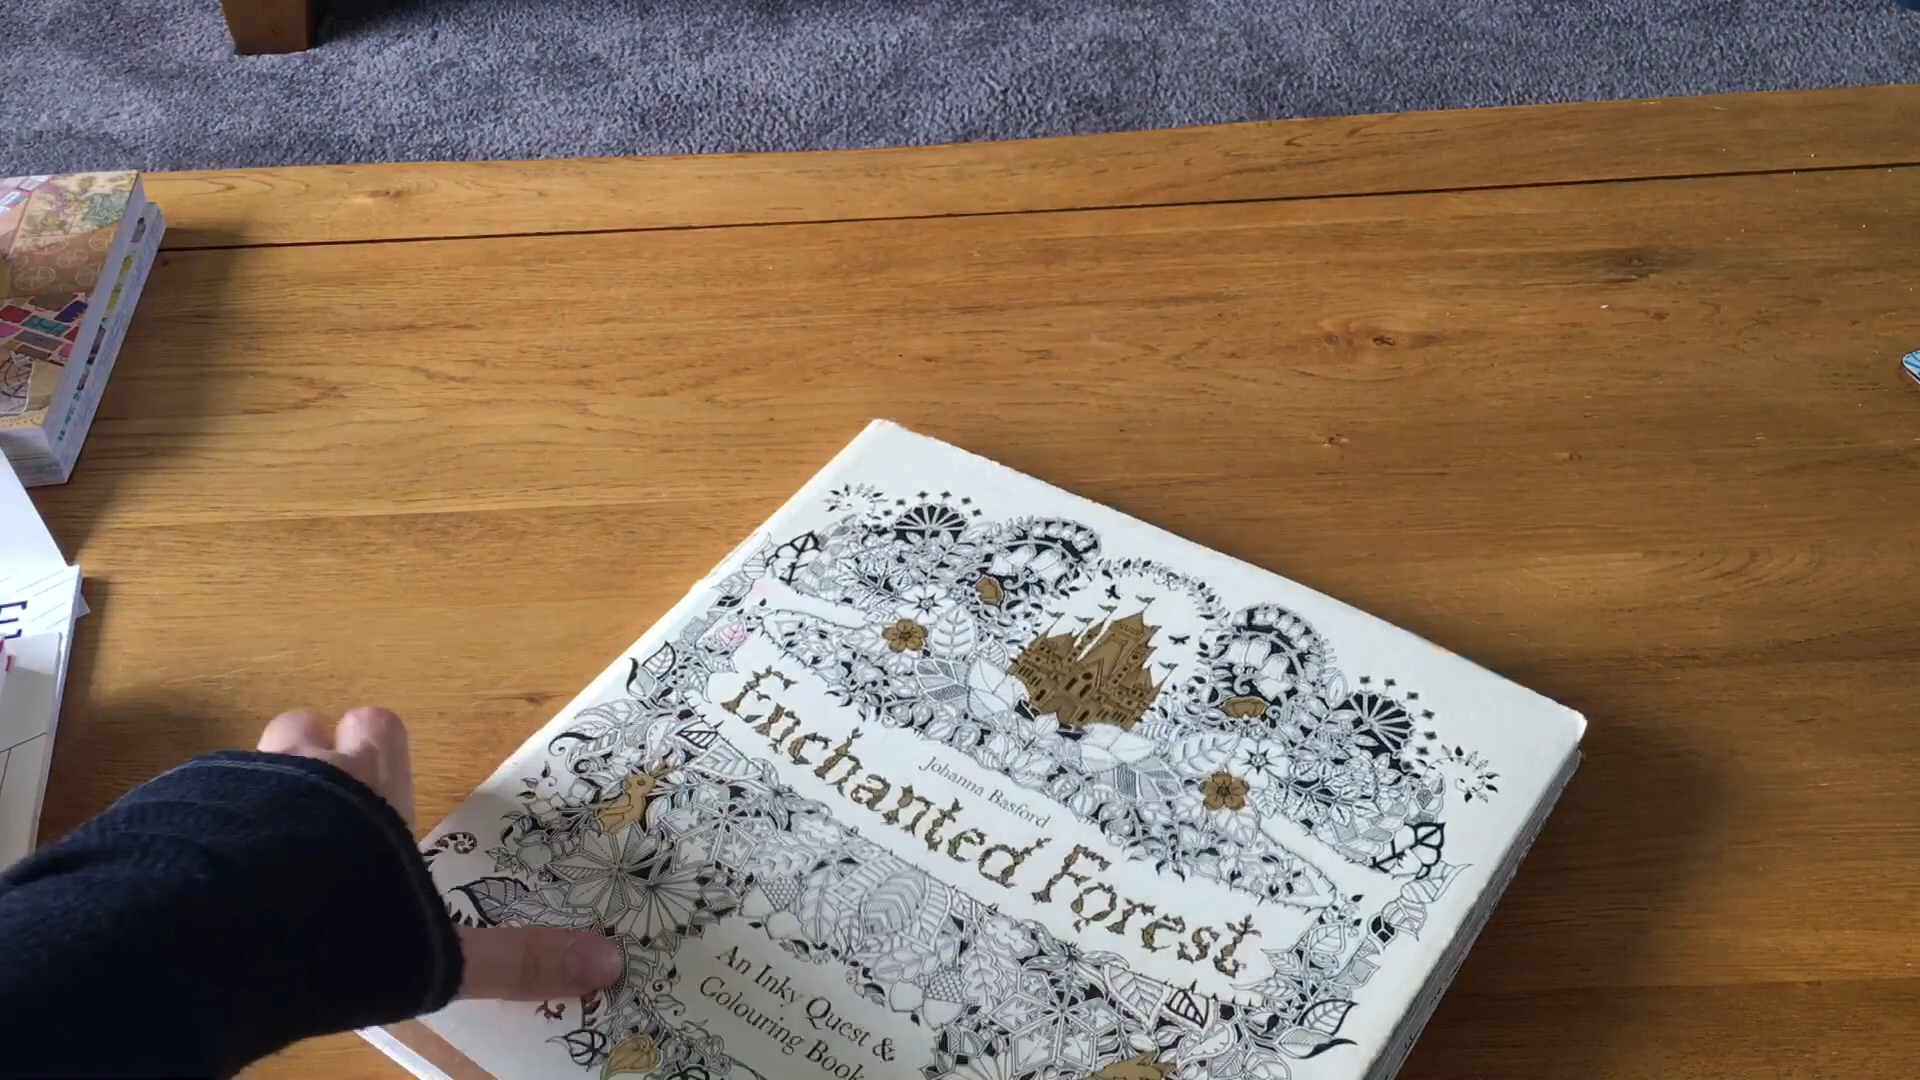 Johanna Basford
Enchanted Forest
An Inky Quest &
Colouring Book